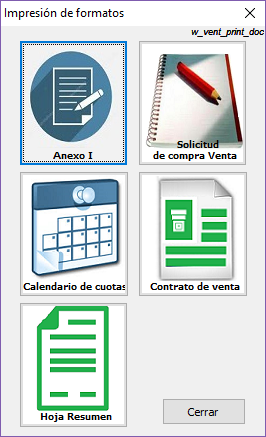 Impresión de formatos
w_vent_print_doc
Anexo I
Solicitud
de compra Venta
Calendario de cuotas
Contrato de venta
Hoja Resumen
Cerrar